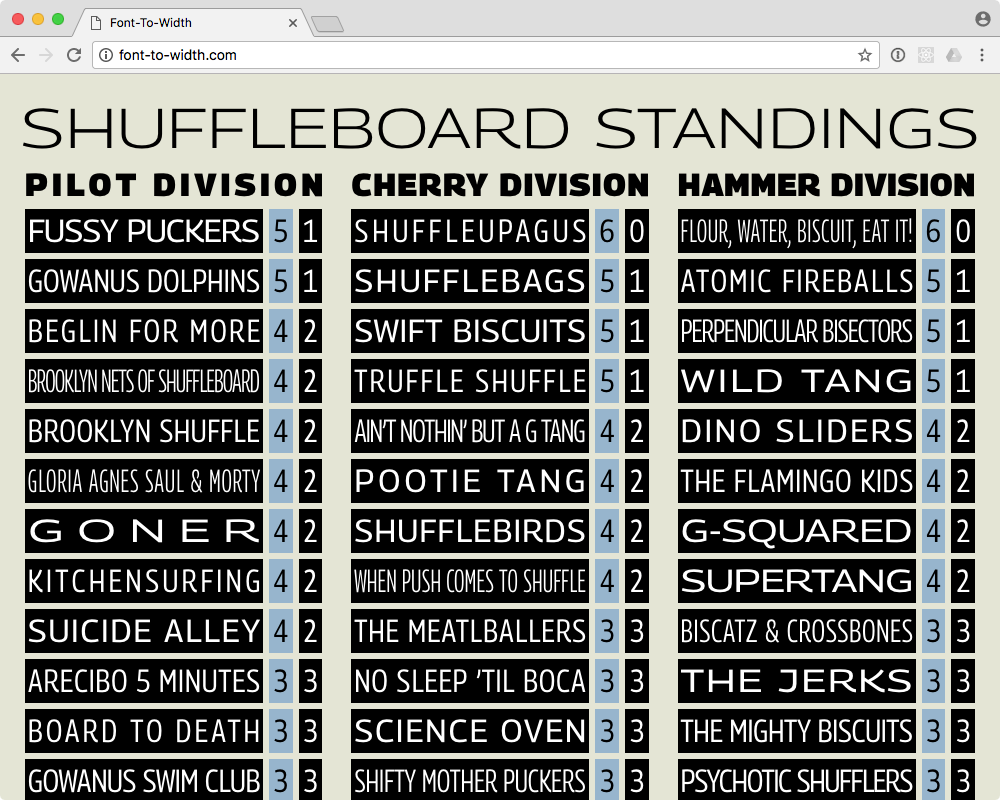 Font-To-Width
font-to-width.com
SHUFFLEBOARD STANDINGS
PILOT DIVISION
FUSSY PUCKERS 5 1
GOWANUS DOLPHINS 5 1
BEGLIN FOR MORE 4 2
BROOKLYN NETS OF SHUFFLEBOARD 4 2
BROOKLYN SHUFFLE 4 2
GLORIA AGNES SAUL & MORTY 4 2
GONER 4 2
KITCHENSURFING 4 2
SUICIDE ALLEY 4 2
ARECIBO 5 MINUTES 3 3
BOARD TO DEATH 3 3
GOWANUS SWIM CLUB 3 3
CHERRY DIVISION
SHUFFLEUPAGUS 6 0
SHUFFLEBAGS 5 1
SWIFT BISCUITS 5 1
TRUFFLE SHUFFLE 5 1
AIN’T NOTHIN’ BUT A G TANG 4 2
POOTIE TANG 4 2
SHUFFLEBIRDS 4 2
WHEN PUSH COMES TO SHUFFLE 4 2
THE MEATLBALLERS 3 3
NO SLEEP ’TIL BOCA 3 3
SCIENCE OVEN 3 3
SHIFTY MOTHER PUCKERS 3 3
HAMMER DIVISION
FLOUR, WATER, BISCUIT, EAT IT! 6 0
ATOMIC FIREBALLS 5 1
PERPENDICULAR BISECTORS 5 1
WILD TANG 5 1
DINO SLIDERS 4 2
THE FLAMINGO KIDS 4 2
G-SQUARED 4 2
SUPERTANG 4 2
BISCATZ & CROSSBONES 3 3
THE JERKS 3 3
THE MIGHTY BISCUITS 3 3
PSYCHOTIC SHUFFLERS 3 3